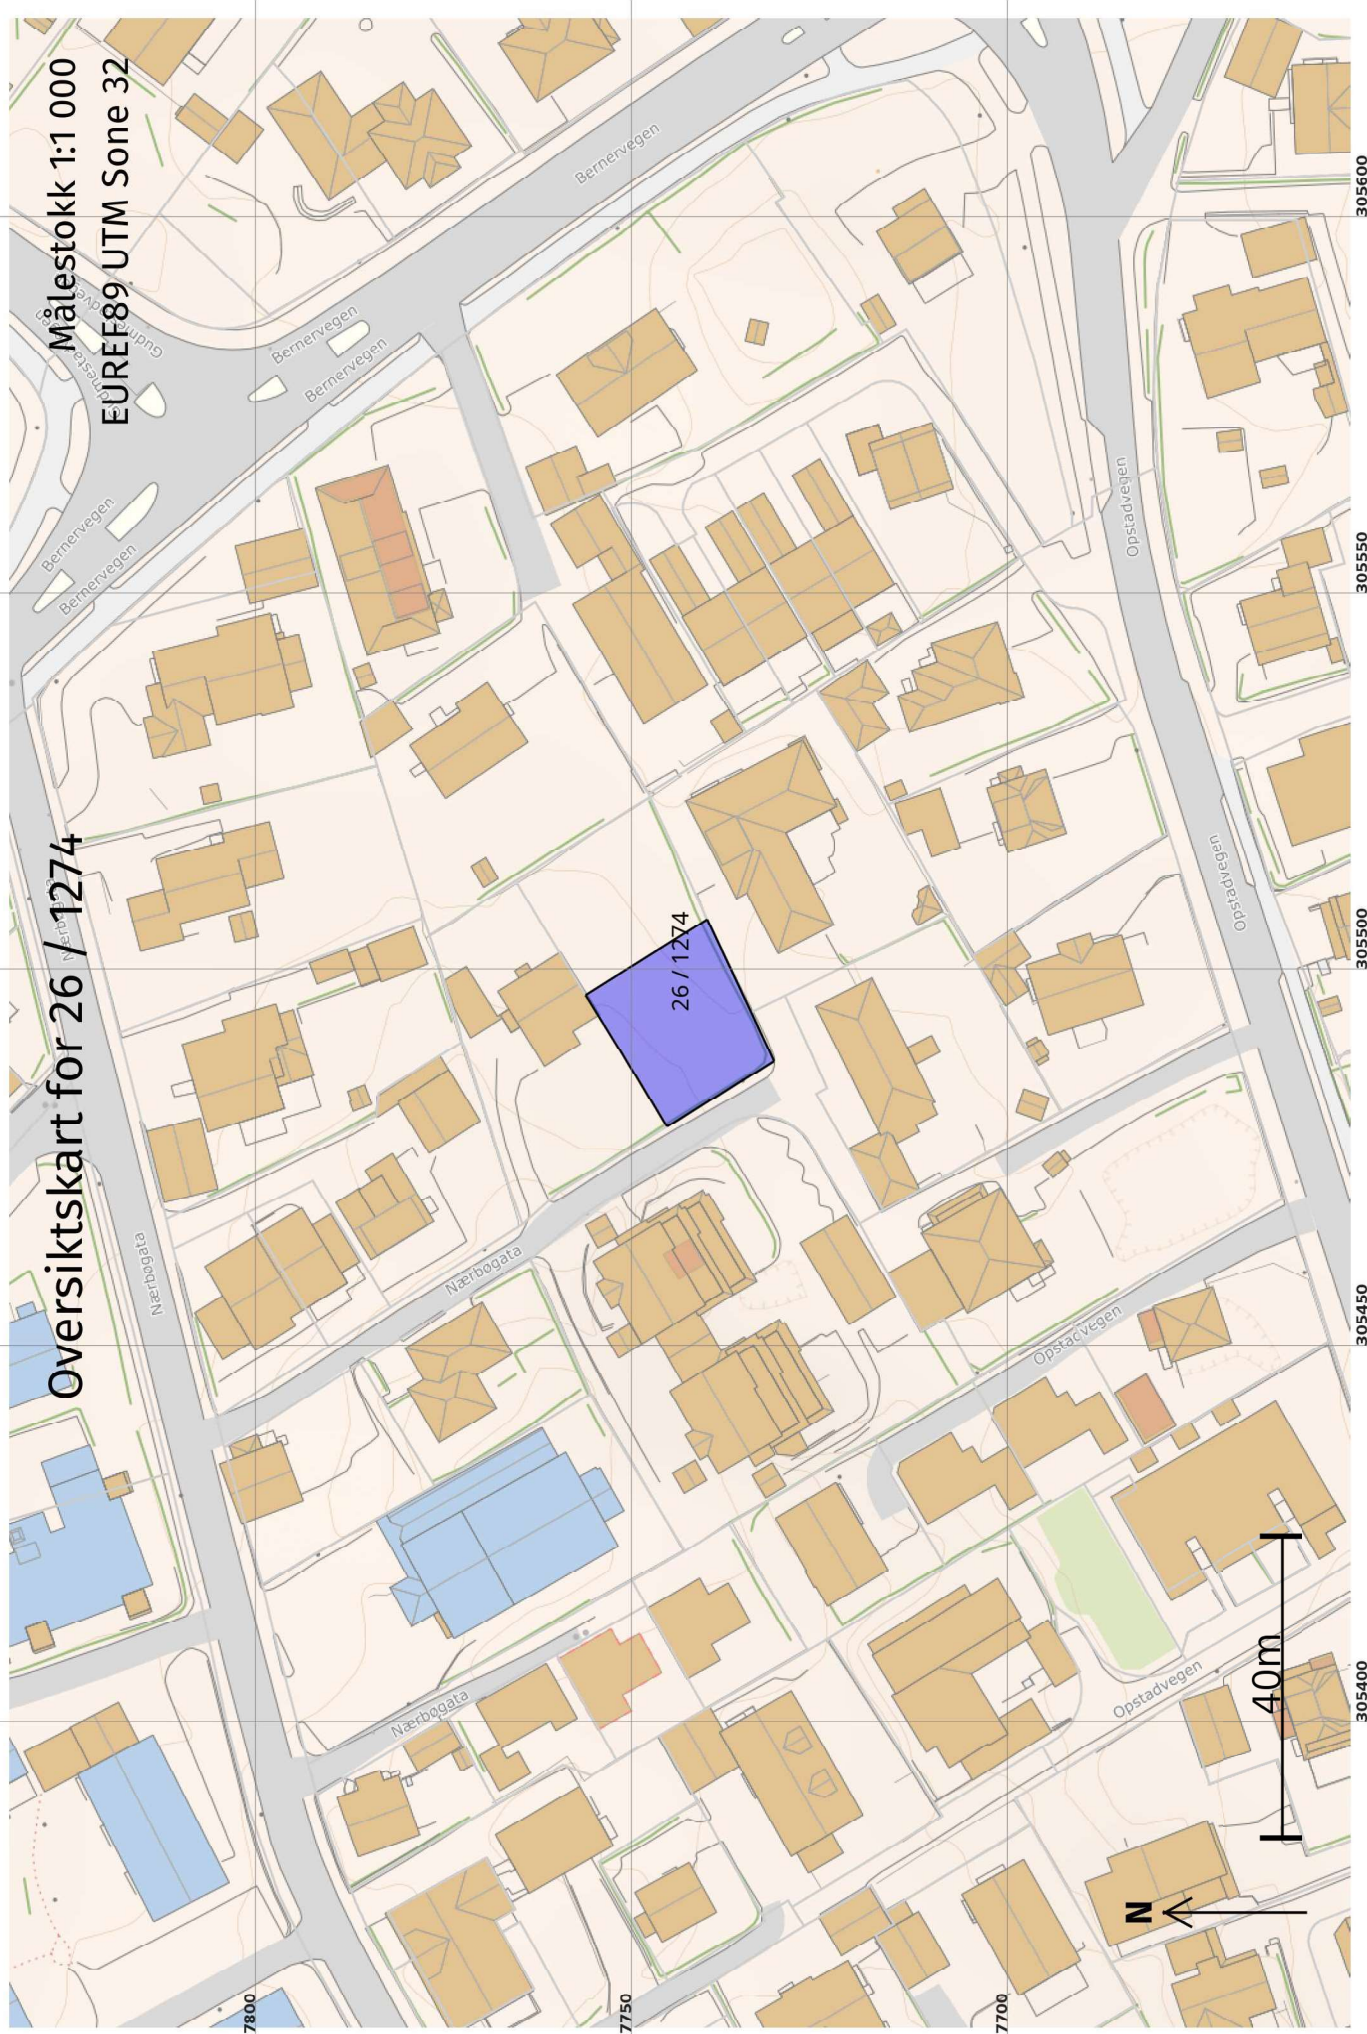 Oversiktskart for 26 / 1274
Målestokk 1:1 000
EUREF89 UTM Sone 32
Nærbøgata
Bernervegen
Bernervegen
Bernervegen
Bernervegen
Bernervegen
Nærbøgata
Nærbøgata
Nærbøgata
26 / 1274
Opstadvegen
Opstadvegen
Opstadvegen
Opstadvegen
7800
7750
7700
305400
305450
305500
305550
305600
N
40m